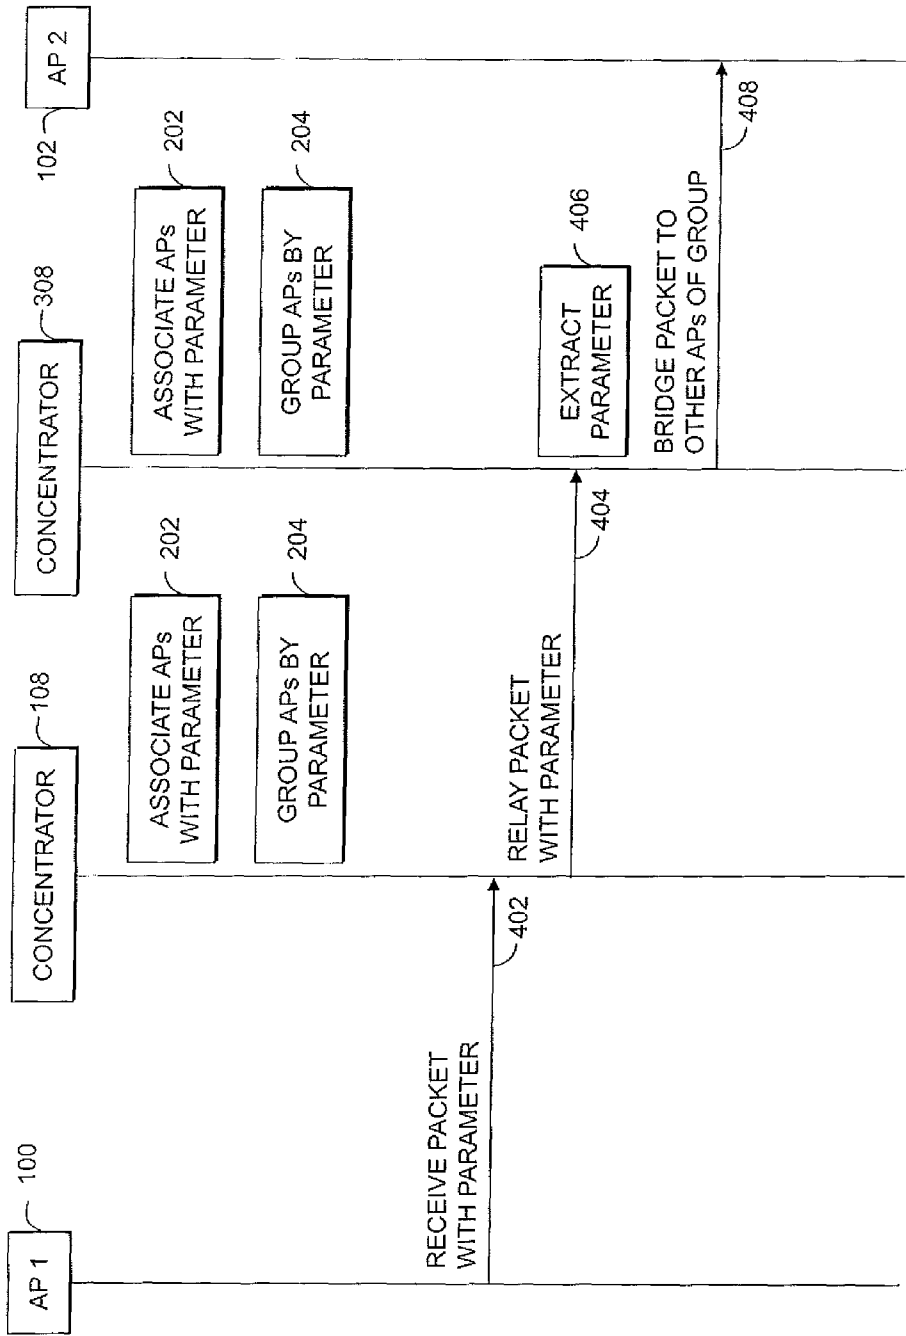 AP 1
100
CONCENTRATOR
108
CONCENTRATOR
308
AP 2
102
ASSOCIATE APs
WITH PARAMETER
202
ASSOCIATE APs
WITH PARAMETER
202
GROUP APs BY
PARAMETER
204
GROUP APs BY
PARAMETER
204
RECEIVE PACKET
WITH PARAMETER
402
RELAY PACKET
WITH PARAMETER
404
EXTRACT
PARAMETER
406
BRIDGE PACKET TO
OTHER APs OF GROUP
408